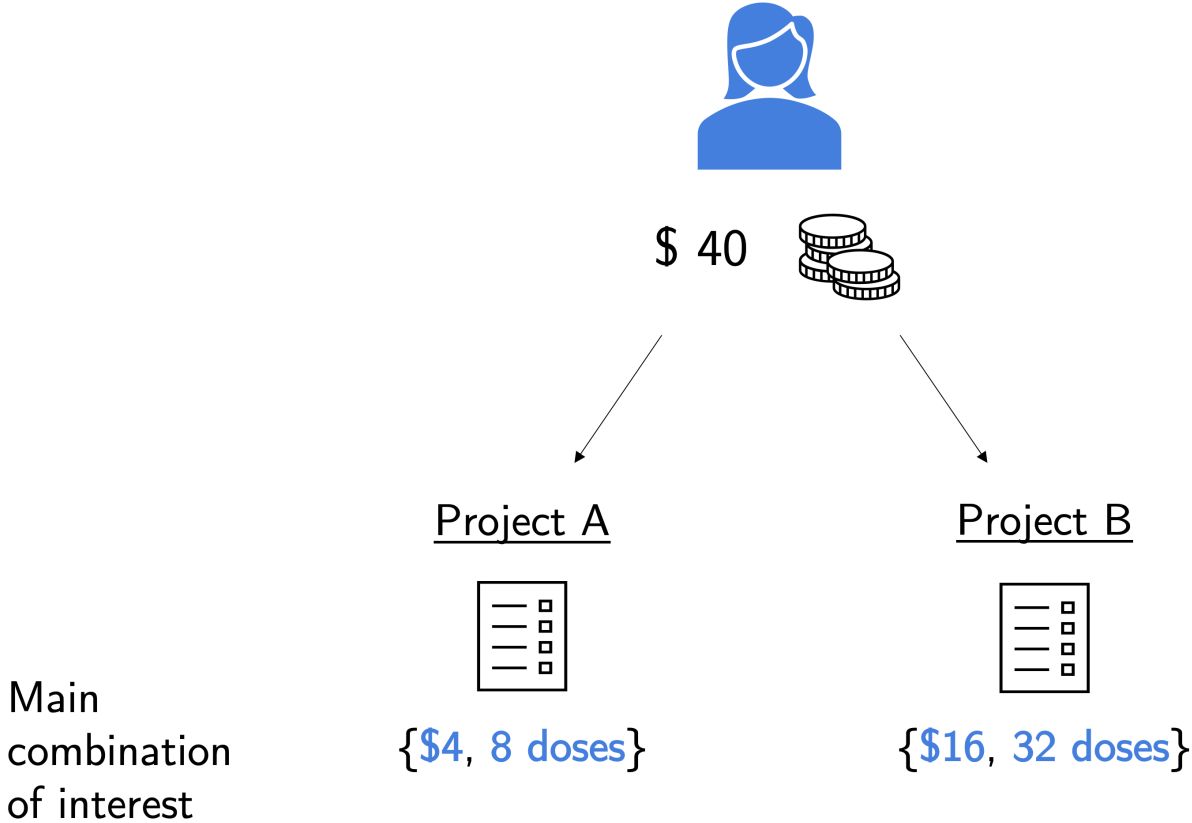 $ 40
Project A
Project B
Main
combination
of interest
{$4, 8 doses}
{$16, 32 doses}